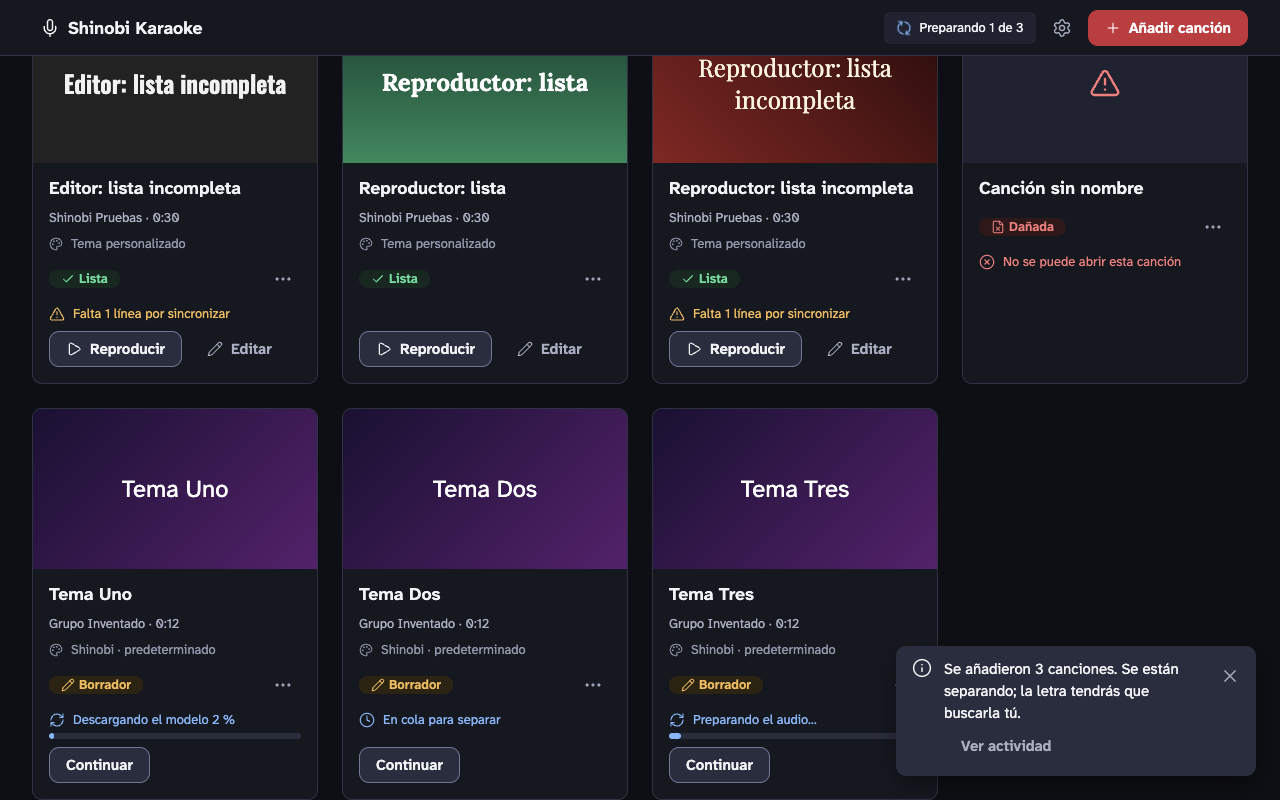 Shinobi Karaoke
Preparando 1 de 3
Añadir canción
Editor: lista incompleta
Reproductor: lista
Reproductor: lista
incompleta
Editor: lista incompleta
Shinobi Pruebas · 0:30
Tema personalizado
Lista
Falta 1 línea por sincronizar
Reproducir
Editar
Reproductor: lista
Shinobi Pruebas · 0:30
Tema personalizado
Lista
Reproducir
Editar
Reproductor: lista incompleta
Shinobi Pruebas · 0:30
Tema personalizado
Lista
Falta 1 línea por sincronizar
Reproducir
Editar
Canción sin nombre
Dañada
No se puede abrir esta canción
Tema Uno
Tema Uno
Grupo Inventado · 0:12
Shinobi · predeterminado
Borrador
Descargando el modelo 2 %
Continuar
Tema Dos
Tema Dos
Grupo Inventado · 0:12
Shinobi · predeterminado
Borrador
En cola para separar
Continuar
Tema Tres
Tema Tres
Grupo Inventado · 0:12
Shinobi · predeterminado
Borrador
Preparando el audio...
Continuar
Se añadieron 3 canciones. Se están
separando; la letra tendrás que
buscarla tú.
Ver actividad